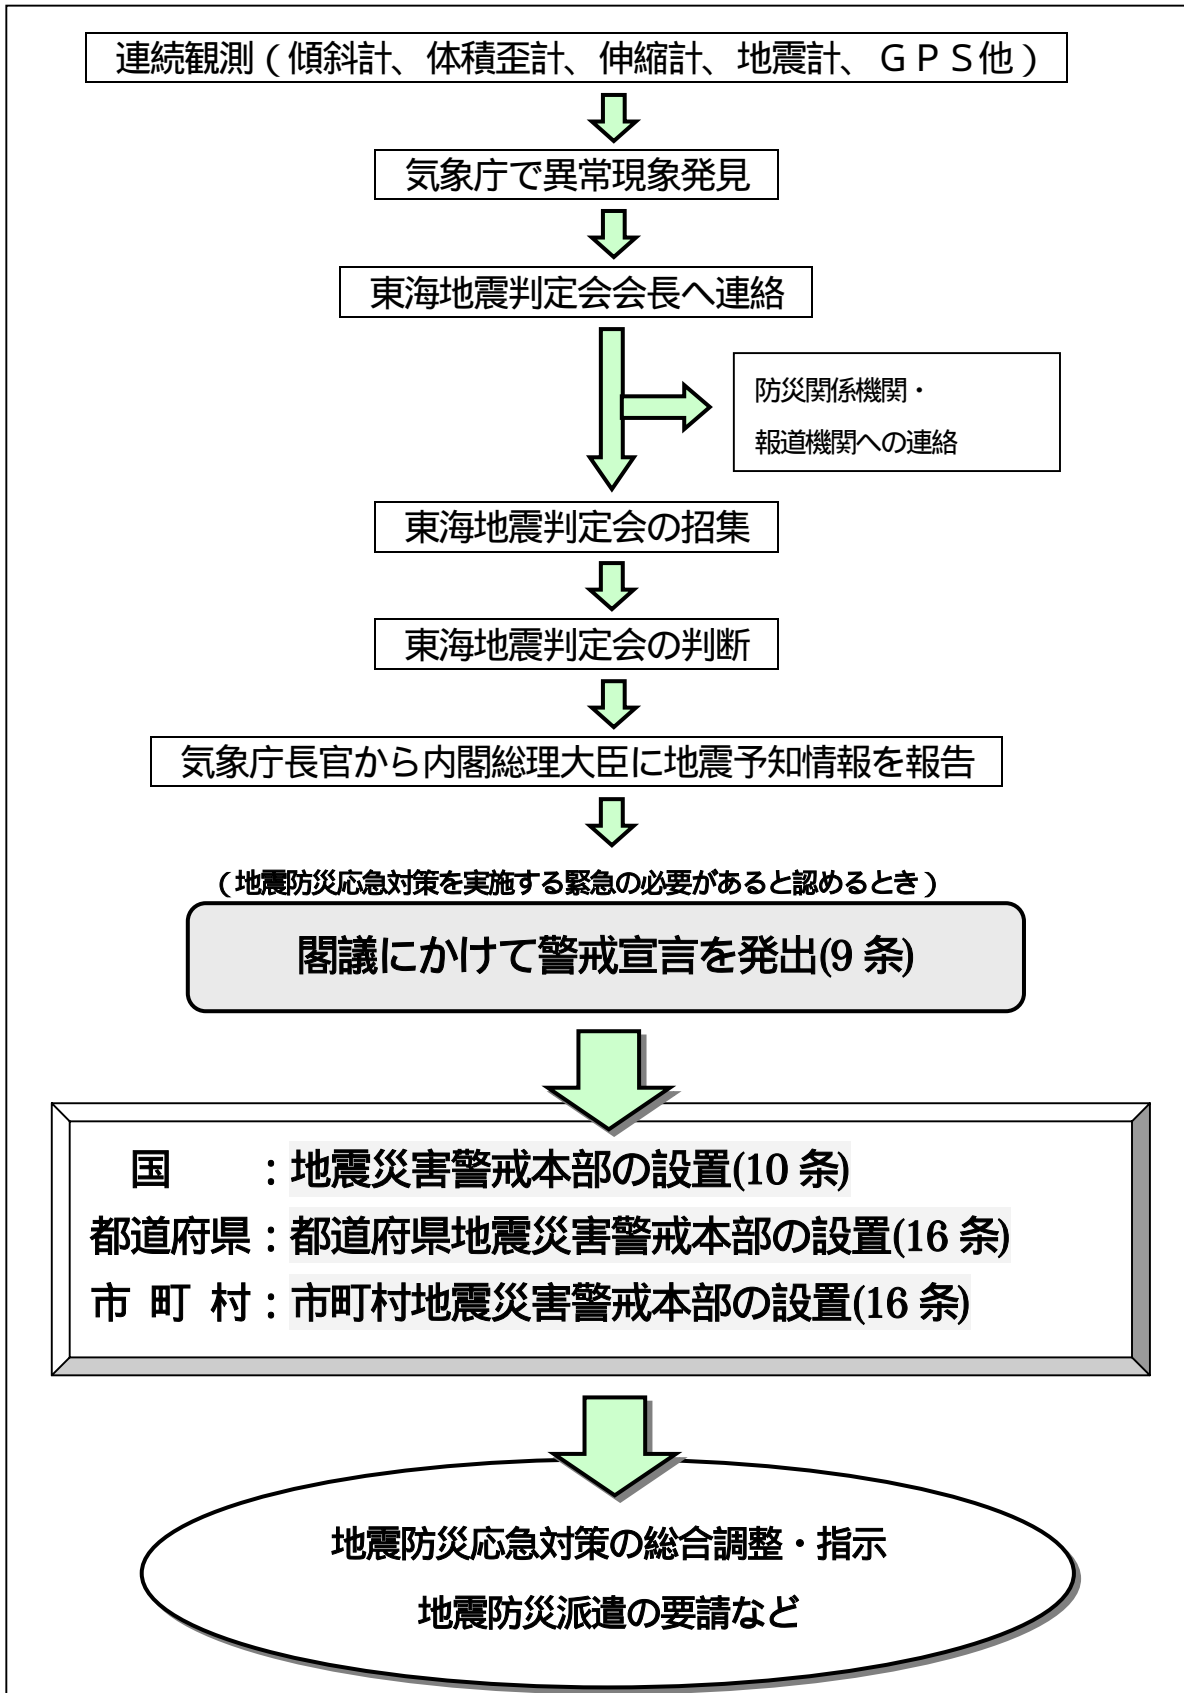 連続観測（傾斜計、体積歪計、伸縮計、地震計、ＧＰＳ他）
気象庁で異常現象発見
東海地震判定会会長へ連絡
防災関係機関・
報道機関への連絡
東海地震判定会の招集
東海地震判定会の判断
気象庁長官から内閣総理大臣に地震予知情報を報告
（地震防災応急対策を実施する緊急の必要があると認めるとき）
閣議にかけて警戒宣言を発出(9 条)
国　　：地震災害警戒本部の設置(10 条)
都道府県：都道府県地震災害警戒本部の設置(16 条)
市 町 村：市町村地震災害警戒本部の設置(16 条)
地震防災応急対策の総合調整・指示
地震防災派遣の要請など